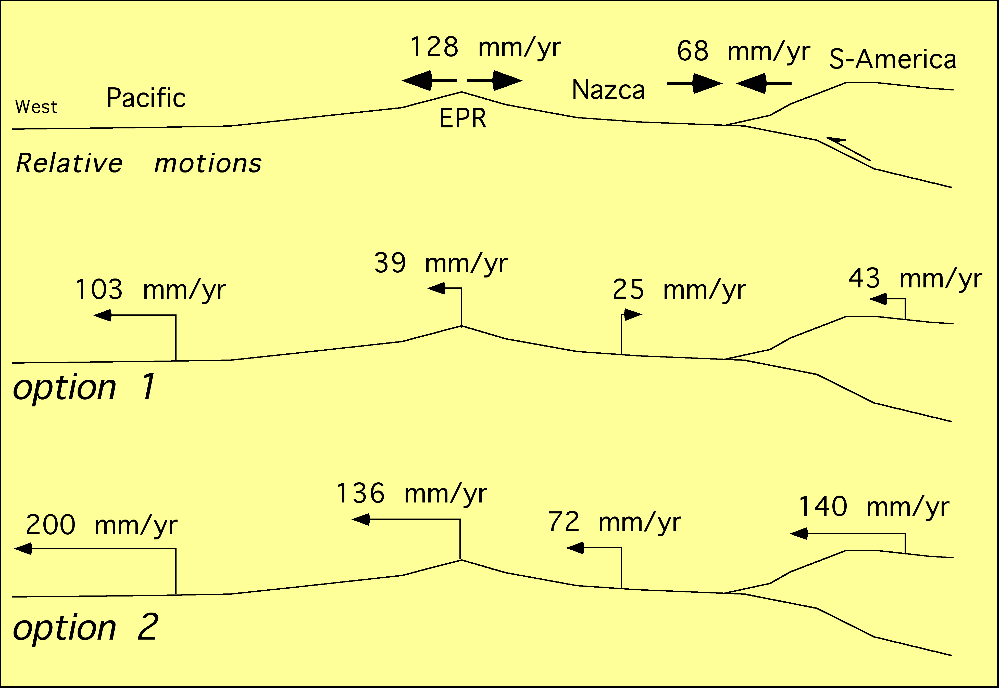 128 mm/yr
68 mm/yr
S-America
Nazca
Pacific
West
EPR
Relative motions
39 mm/yr
43 mm/yr
103 mm/yr
25 mm/yr
option 1
136 mm/yr
140 mm/yr
72 mm/yr
200 mm/yr
option 2